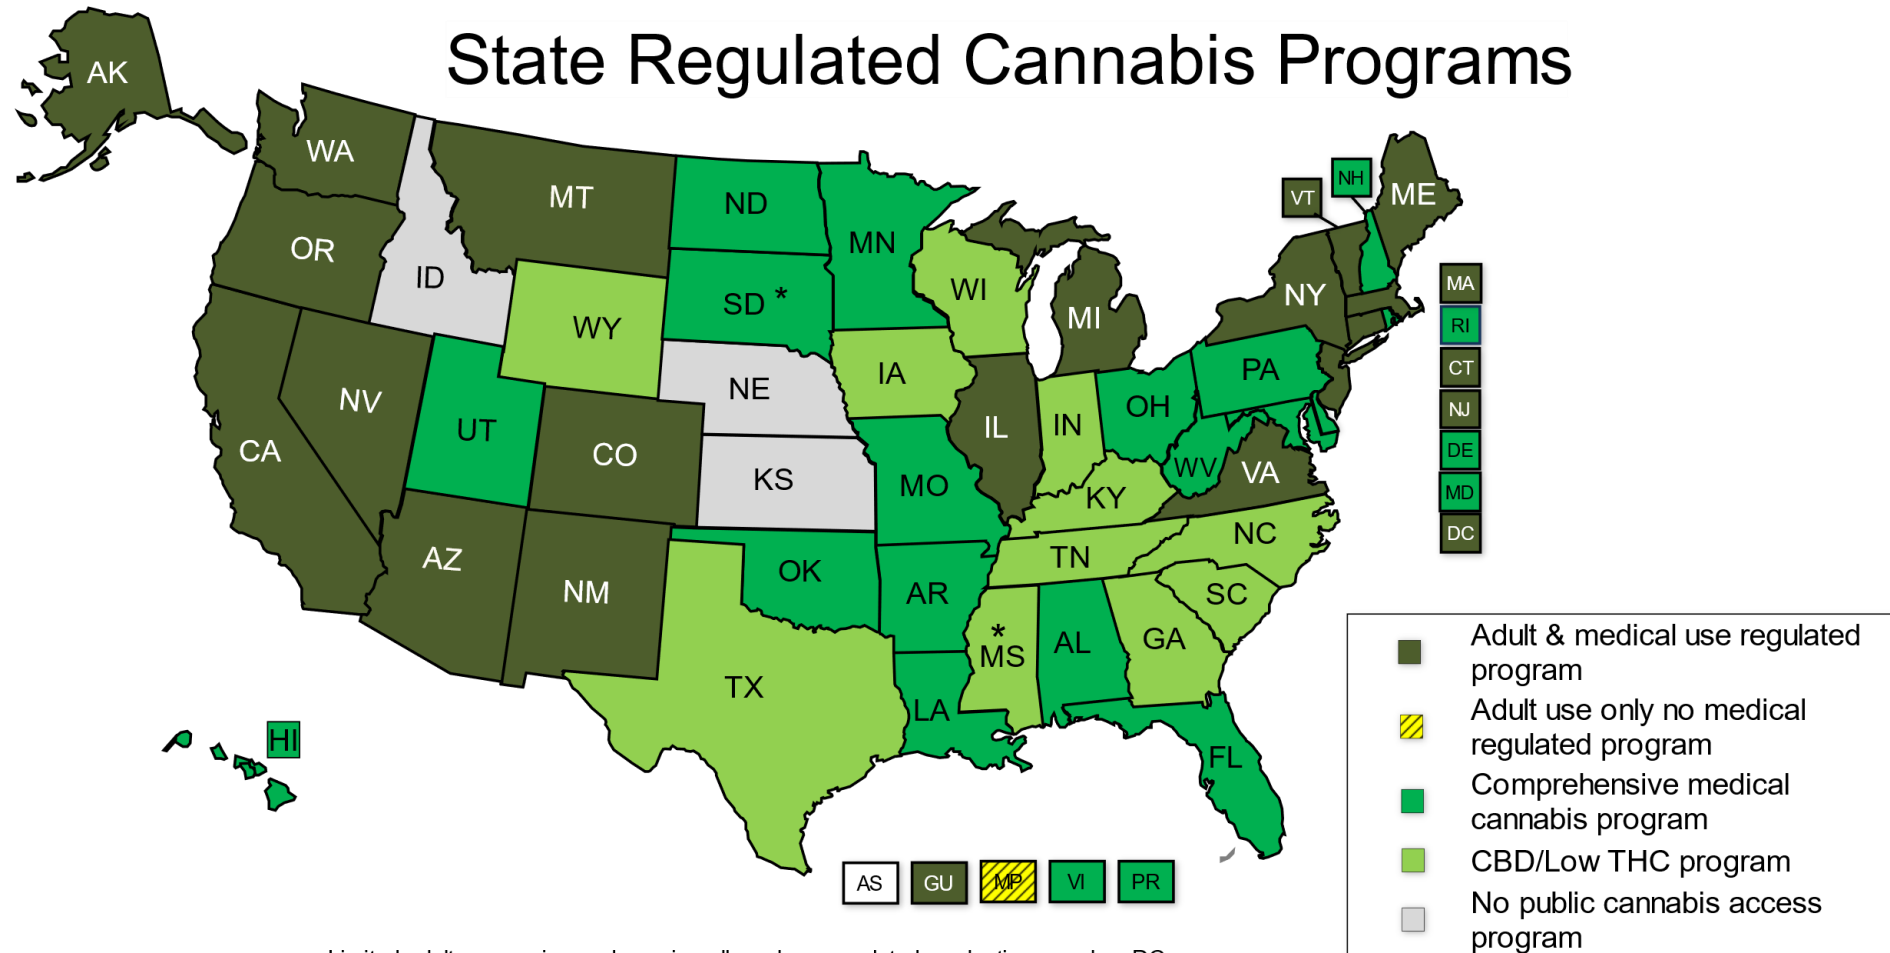 State Regulated Cannabis Programs
AK
WA
MT
ND
MN
NH
VT
ME
OR
ID
SD *
WI
MI
NY
MA
RI
WY
IA
NE
PA
CT
NV
UT
CO
IL
IN
OH
NJ
CA
KS
MO
WV
VA
DE
KY
MD
AZ
NM
OK
AR
TN
NC
DC
SC
*
MS
AL
GA
TX
LA
FL
HI
AS
GU
MP
VI
PR
Adult & medical use regulated
program
Adult use only no medical
regulated program
Comprehensive medical
cannabis program
CBD/Low THC program
No public cannabis access
program